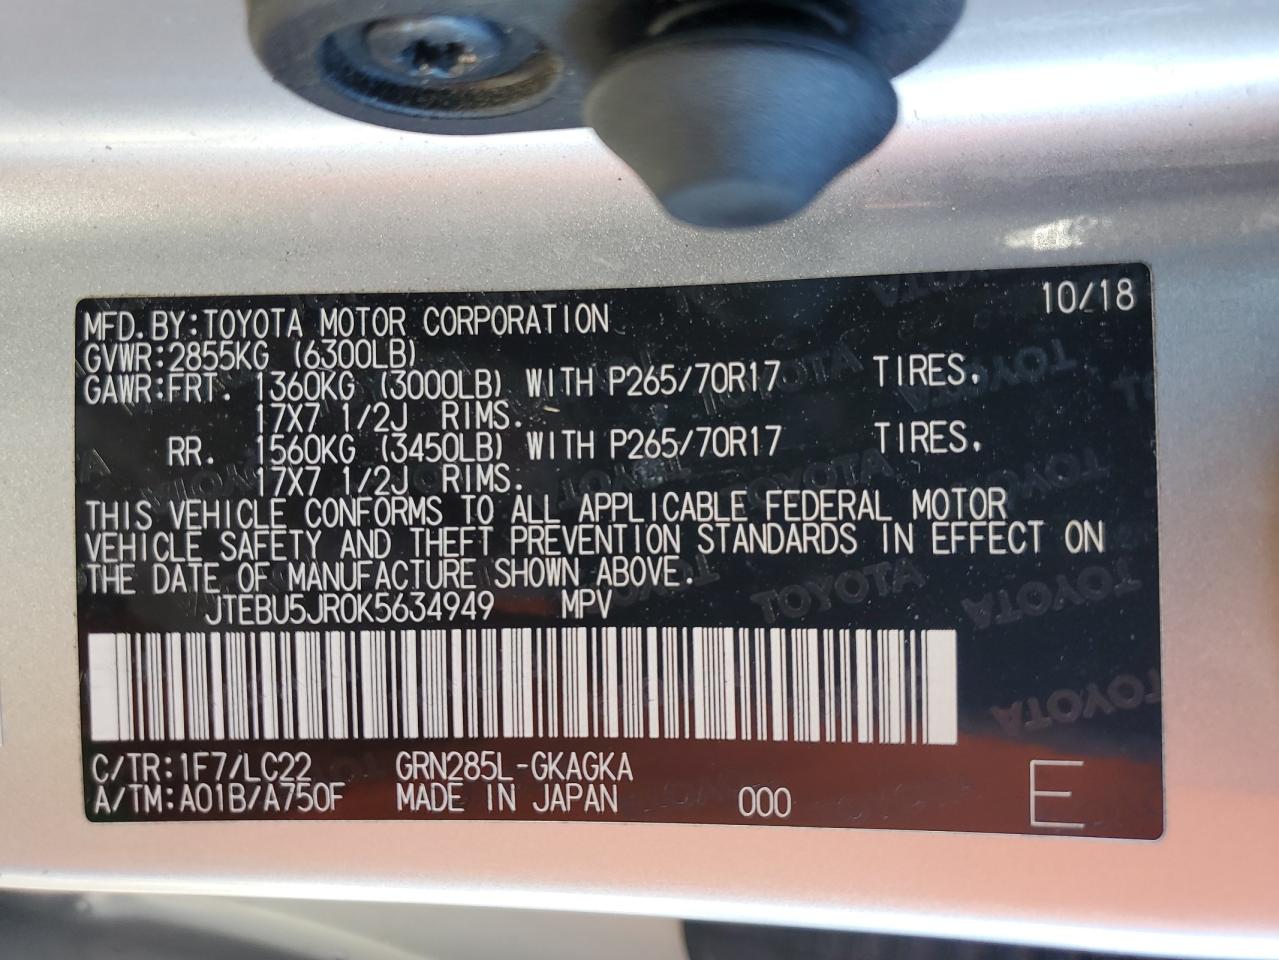 10/18
MFD. BY:TOYOTA MOTOR CORPORATION
GVWR:2855KG (6300LB)
GAWR:FRT. 1360KG (3000LB) WITH P265/70R17 TIRES,
17X7 1/2J RIMS.
RR. 1560KG (3450LB) WITH P265/70R17 TIRES,
17X7 1/2J RIMS.
THIS VEHICLE CONFORMS TO ALL APPLICABLE FEDERAL MOTOR
VEHICLE SAFETY AND THEFT PREVENTION STANDARDS IN EFFECT ON
THE DATE OF MANUFACTURE SHOWN ABOVE.
JTEBU5JR0K5634949 MPV
C/TR:1F7/LC22 GRN285L-GKAGKA
A/TM:A01B/A750F MADE IN JAPAN 000 E